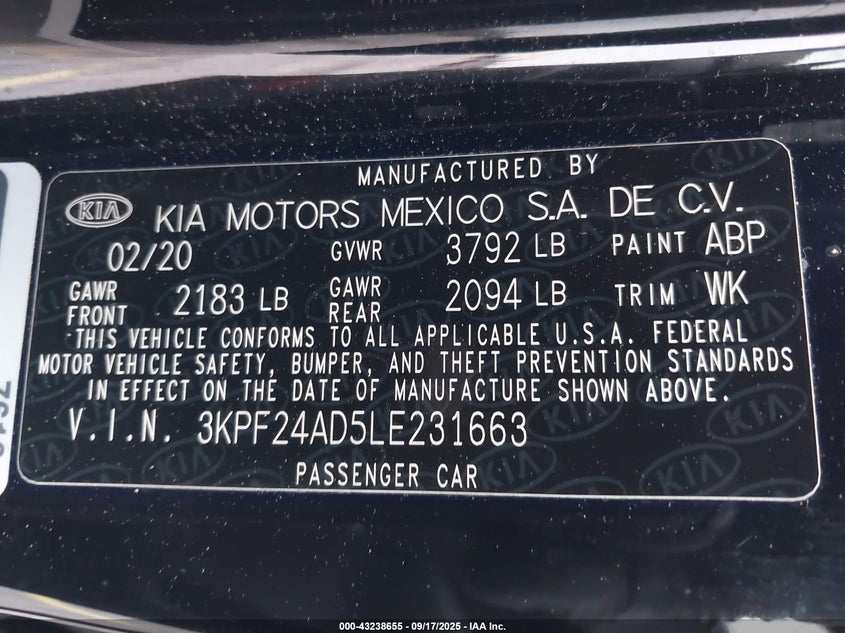 MANUFACTURED BY
KIA KIA MOTORS MEXICO S.A. DE C.V.
02/20 GVWR 3792 LB PAINT ABP
GAWR FRONT 2183 LB GAWR REAR 2094 LB TRIM WK
THIS VEHICLE CONFORMS TO ALL APPLICABLE U.S.A. FEDERAL
MOTOR VEHICLE SAFETY, BUMPER, AND THEFT PREVENTION STANDARDS
IN EFFECT ON THE DATE OF MANUFACTURE SHOWN ABOVE.
V.I.N. 3KPF24AD5LE231663
PASSENGER CAR
000-43238655 - 09/17/2025 - IAA Inc.